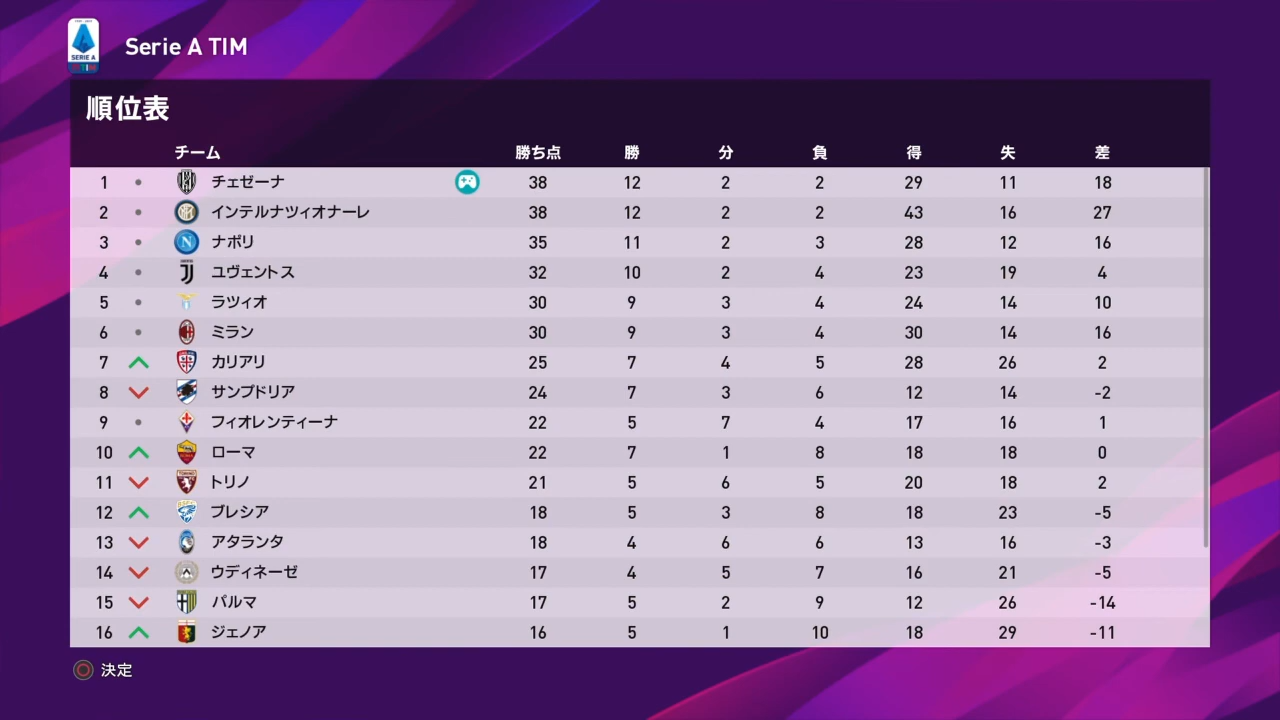 Serie A TIM
SERIE A
TIM
順位表
チーム 勝ち点 勝 分 負 得 失 差
1 チェゼーナ 38 12 2 2 29 11 18
2 インテルナツィオナーレ 38 12 2 2 43 16 27
3 ナポリ 35 11 2 3 28 12 16
4 ユヴェントス 32 10 2 4 23 19 4
5 ラツィオ 30 9 3 4 24 14 10
6 ミラン 30 9 3 4 30 14 16
7 カリアリ 25 7 4 5 28 26 2
8 サンプドリア 24 7 3 6 12 14 -2
9 フィオレンティーナ 22 5 7 4 17 16 1
10 ローマ 22 7 1 8 18 18 0
11 トリノ 21 5 6 5 20 18 2
12 ブレシア 18 5 3 8 18 23 -5
13 アタランタ 18 4 6 6 13 16 -3
14 ウディネーゼ 17 4 5 7 16 21 -5
15 パルマ 17 5 2 9 12 26 -14
16 ジェノア 16 5 1 10 18 29 -11
決定